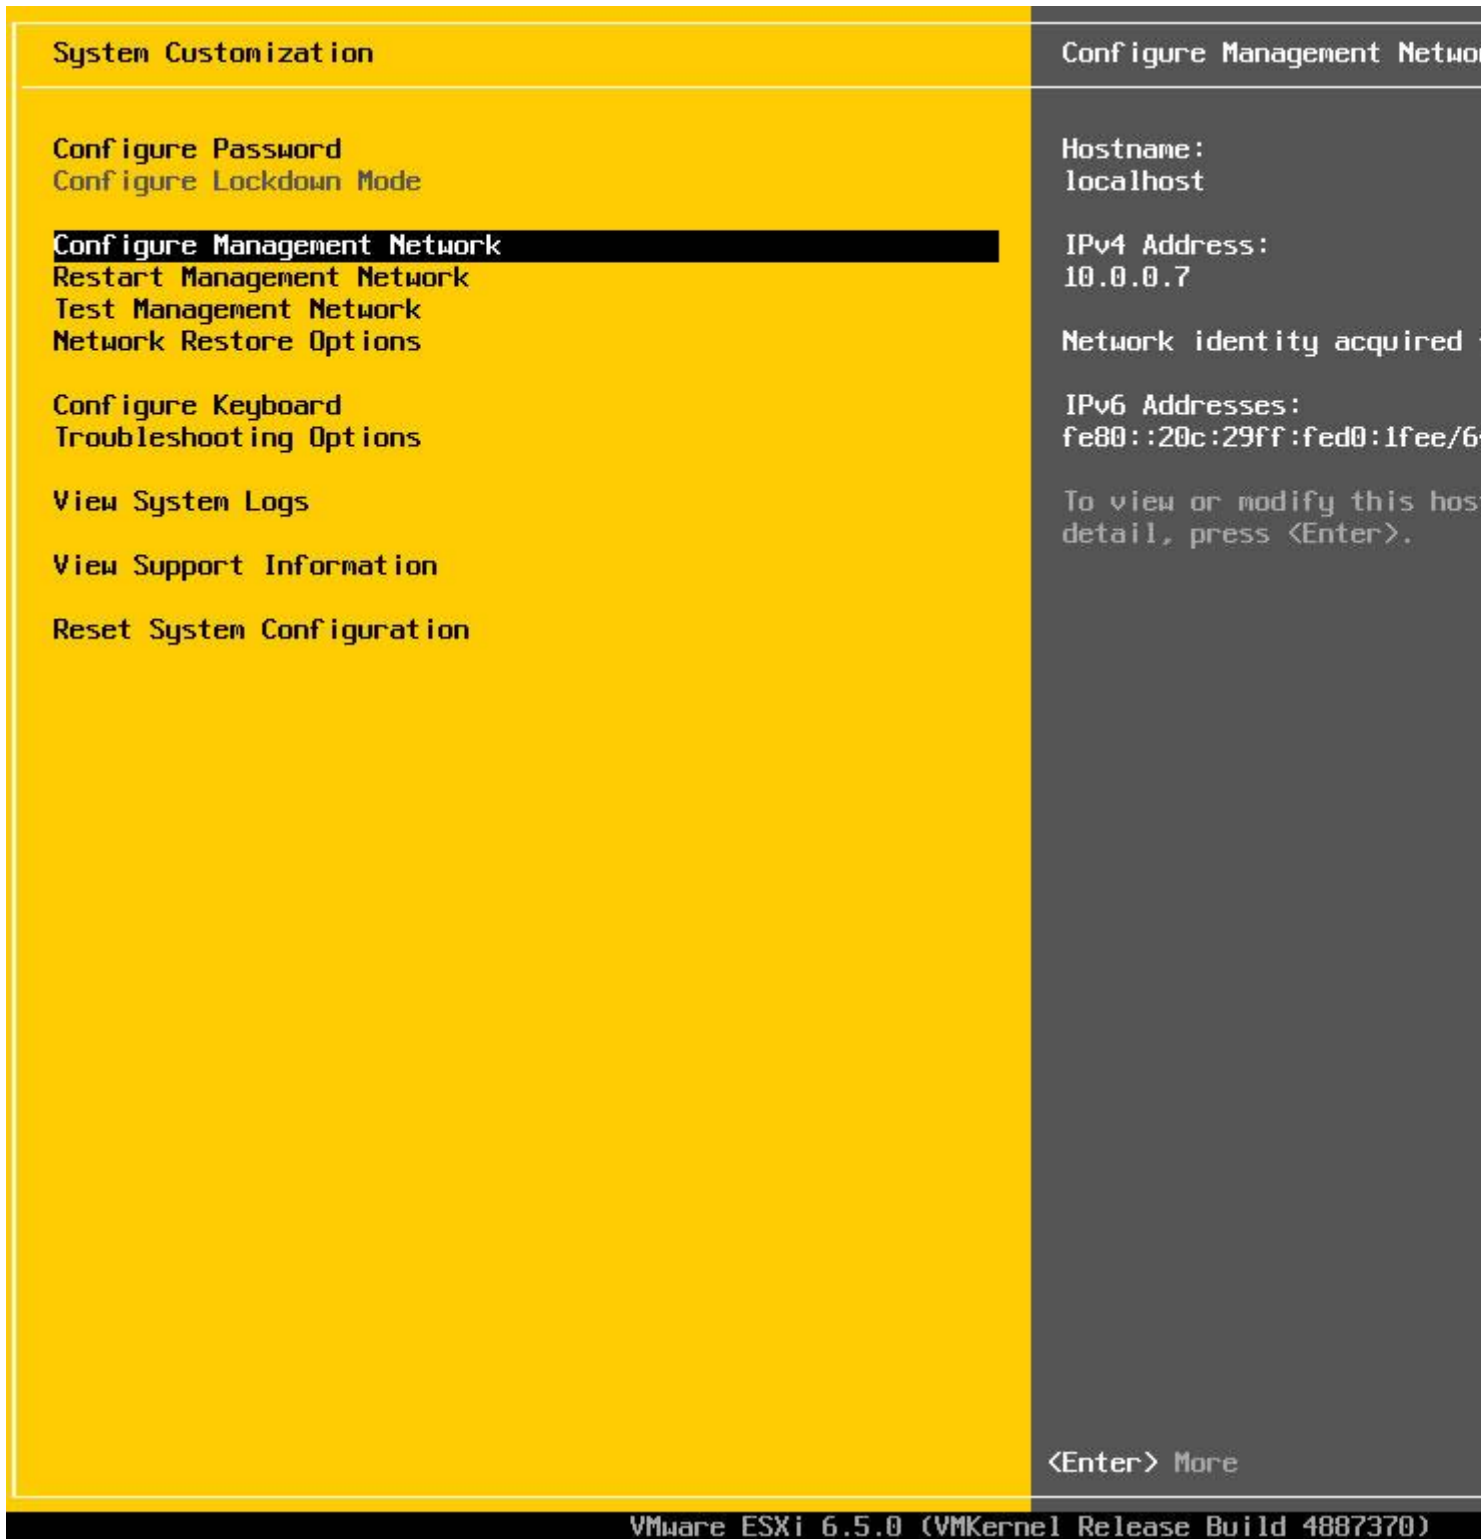 System Customization
Configure Password
Configure Lockdown Mode
Configure Management Network
Restart Management Network
Test Management Network
Network Restore Options
Configure Keyboard
Troubleshooting Options
View System Logs
View Support Information
Reset System Configuration
Configure Management
Hostname:
localhost
IPv4 Address:
10.0.0.7
Network identity acquired
IPv6 Addresses:
fe80::20c:29ff:fed0:1fee/6
To view or modify this
detail, press <Enter>.
<Enter> More
VMware ESXi 6.5.0 (VMKernel Release Build 4887370)